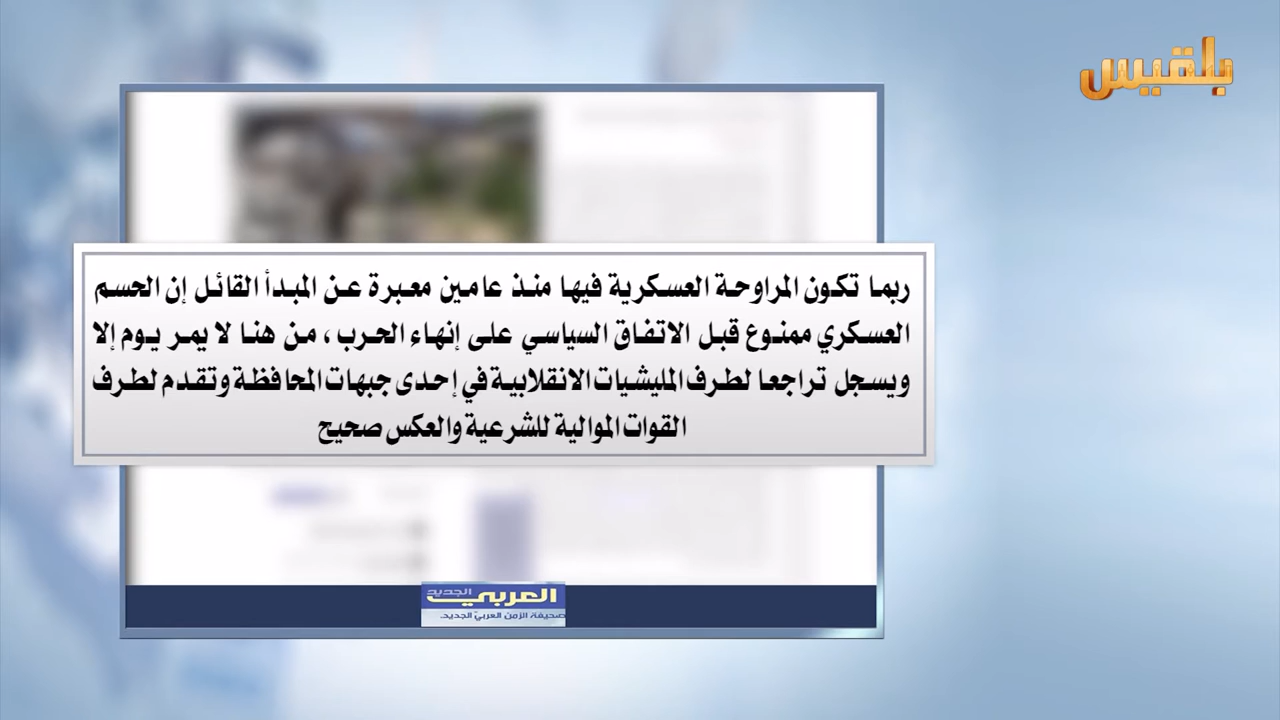 بلقيس
ربما تكون المراوحة العسكرية فيها منذ عامين معبرة عن المبدأ القائل إن الحسم
العسكري ممنوع قبل الاتفاق السياسي على إنهاء الحرب ، من هنا لا يمر يوم إلا
ويسجل تراجعا لطرف المليشيات الانقلابية في إحدى جبهات المحافظة وتقدم لطرف
القوات الموالية للشرعية والعكس صحيح
العربي الجديد
صحيفة الزمن العربيّ الجديد.